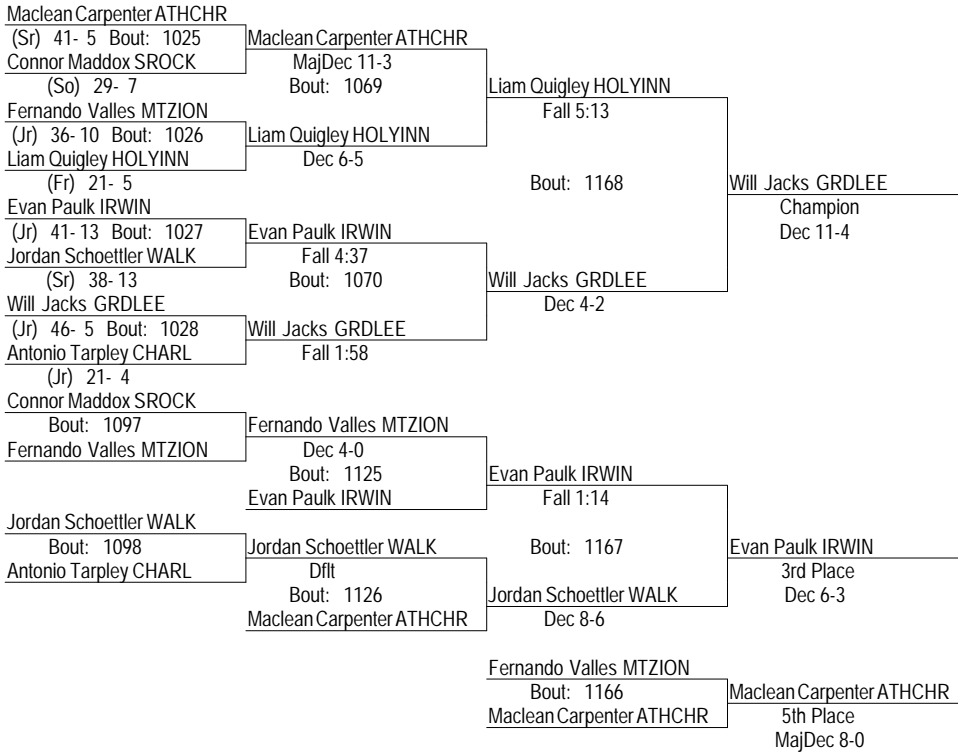 Maclean Carpenter ATHCHR
(Sr) 41- 5 Bout: 1025
Maclean Carpenter ATHCHR
Connor Maddox SROCK
MajDec 11-3
(So) 29- 7
Bout: 1069
Liam Quigley HOLYINN
Fernando Valles MTZION
Fall 5:13
(Jr) 36- 10 Bout: 1026
Liam Quigley HOLYINN
Liam Quigley HOLYINN
Dec 6-5
(Fr) 21- 5
Bout: 1168
Will Jacks GRDLEE
Evan Paulk IRWIN
Champion
(Jr) 41- 13 Bout: 1027
Evan Paulk IRWIN
Dec 11-4
Jordan Schoettler WALK
Fall 4:37
(Sr) 38- 13
Bout: 1070
Will Jacks GRDLEE
Will Jacks GRDLEE
Dec 4-2
(Jr) 46- 5 Bout: 1028
Will Jacks GRDLEE
Antonio Tarpley CHARL
Fall 1:58
(Jr) 21- 4
Connor Maddox SROCK
Bout: 1097
Fernando Valles MTZION
Fernando Valles MTZION
Dec 4-0
Bout: 1125
Evan Paulk IRWIN
Evan Paulk IRWIN
Fall 1:14
Jordan Schoettler WALK
Bout: 1098
Jordan Schoettler WALK
Bout: 1167
Evan Paulk IRWIN
Antonio Tarpley CHARL
Dflt
3rd Place
Bout: 1126
Jordan Schoettler WALK
Dec 6-3
Maclean Carpenter ATHCHR
Dec 8-6
Fernando Valles MTZION
Bout: 1166
Maclean Carpenter ATHCHR
Maclean Carpenter ATHCHR
5th Place
MajDec 8-0